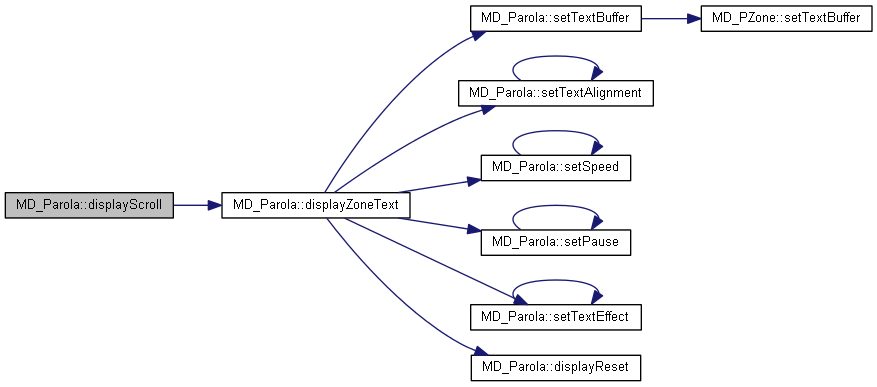 MD_Parola::setTextBuffer
MD_PZone::setTextBuffer
MD_Parola::setTextAlignment
MD_Parola::setSpeed
MD_Parola::displayScroll
MD_Parola::displayZoneText
MD_Parola::setPause
MD_Parola::setTextEffect
MD_Parola::displayReset